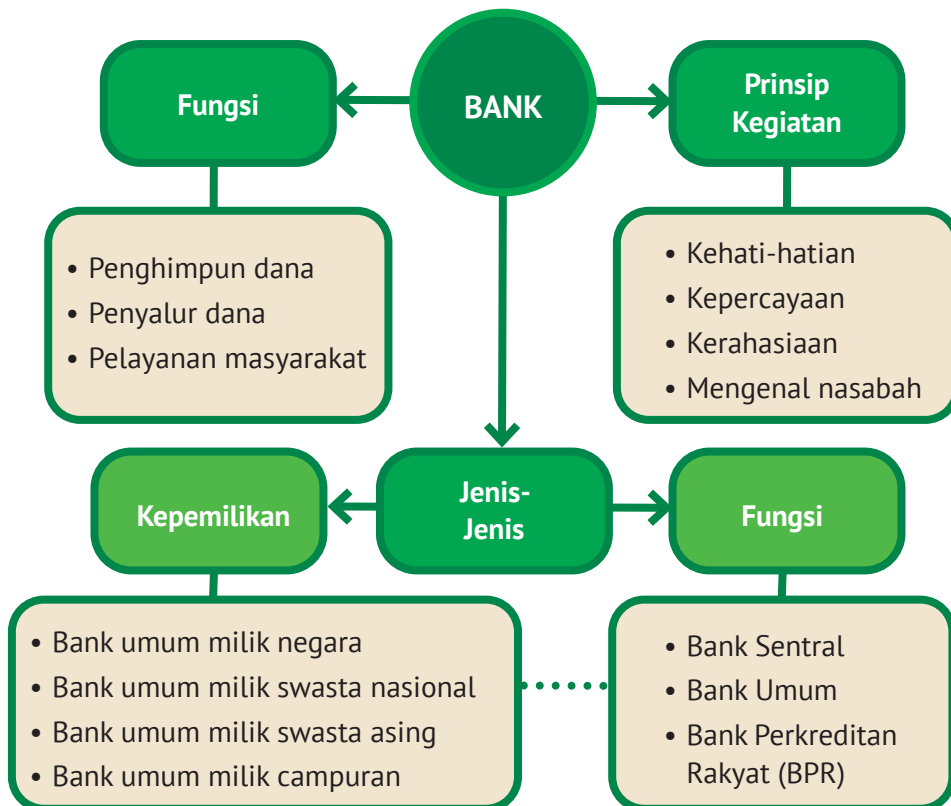 BANK
Fungsi
• Penghimpun dana
• Penyalur dana
• Pelayanan masyarakat
Prinsip
Kegiatan
• Kehati-hatian
• Kepercayaan
• Kerahasiaan
• Mengenal nasabah
Jenis-
Jenis
Kepemilikan
• Bank umum milik negara
• Bank umum milik swasta nasional
• Bank umum milik swasta asing
• Bank umum milik campuran
Fungsi
• Bank Sentral
• Bank Umum
• Bank Perkreditan
Rakyat (BPR)